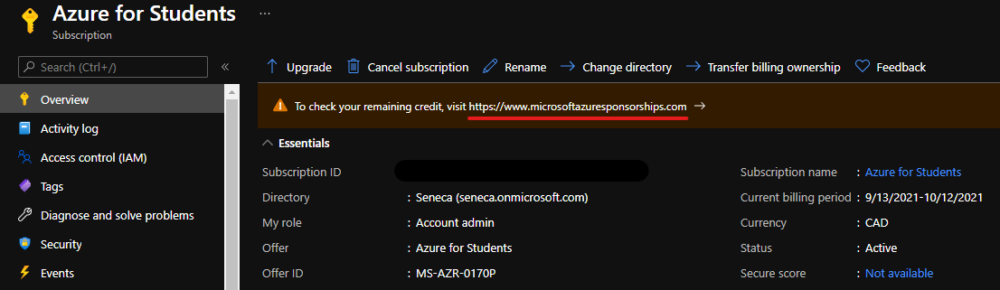 Azure for Students ...
Subscription
Search (Ctrl+/) «
Upgrade Cancel subscription Rename Change directory Transfer billing ownership Feedback
Overview
Activity log
Access control (IAM)
Tags
Diagnose and solve problems
Security
Events
To check your remaining credit, visit https://www.microsoftazuresponsorships.com →
Essentials
Subscription ID
Directory : Seneca (seneca.onmicrosoft.com)
My role : Account admin
Offer : Azure for Students
Offer ID : MS-AZR-0170P
Subscription name : Azure for Students
Current billing period : 9/13/2021-10/12/2021
Currency : CAD
Status : Active
Secure score : Not available